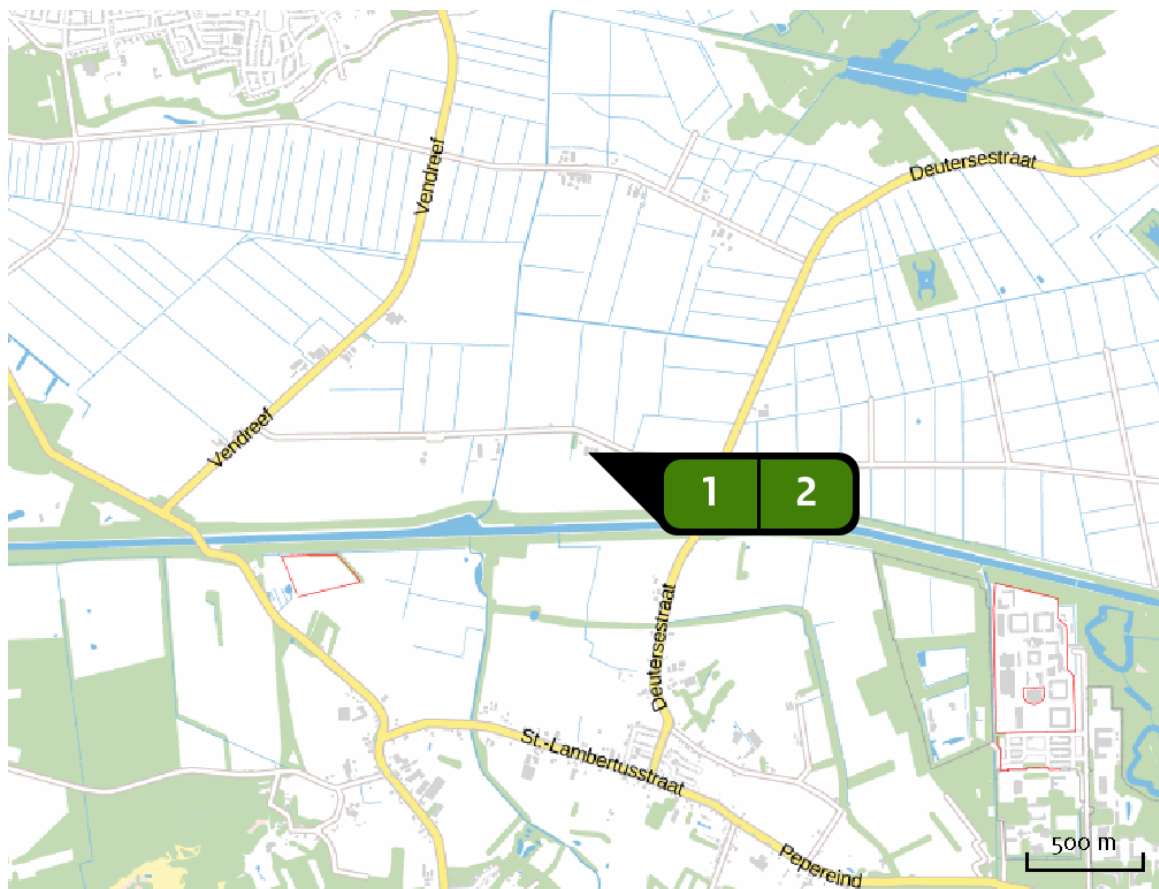 Vendreef
Deutersestraat
Vendreef
1 2
Deutersestraat
St.-Lambertusstraat
500 m
Pepereind